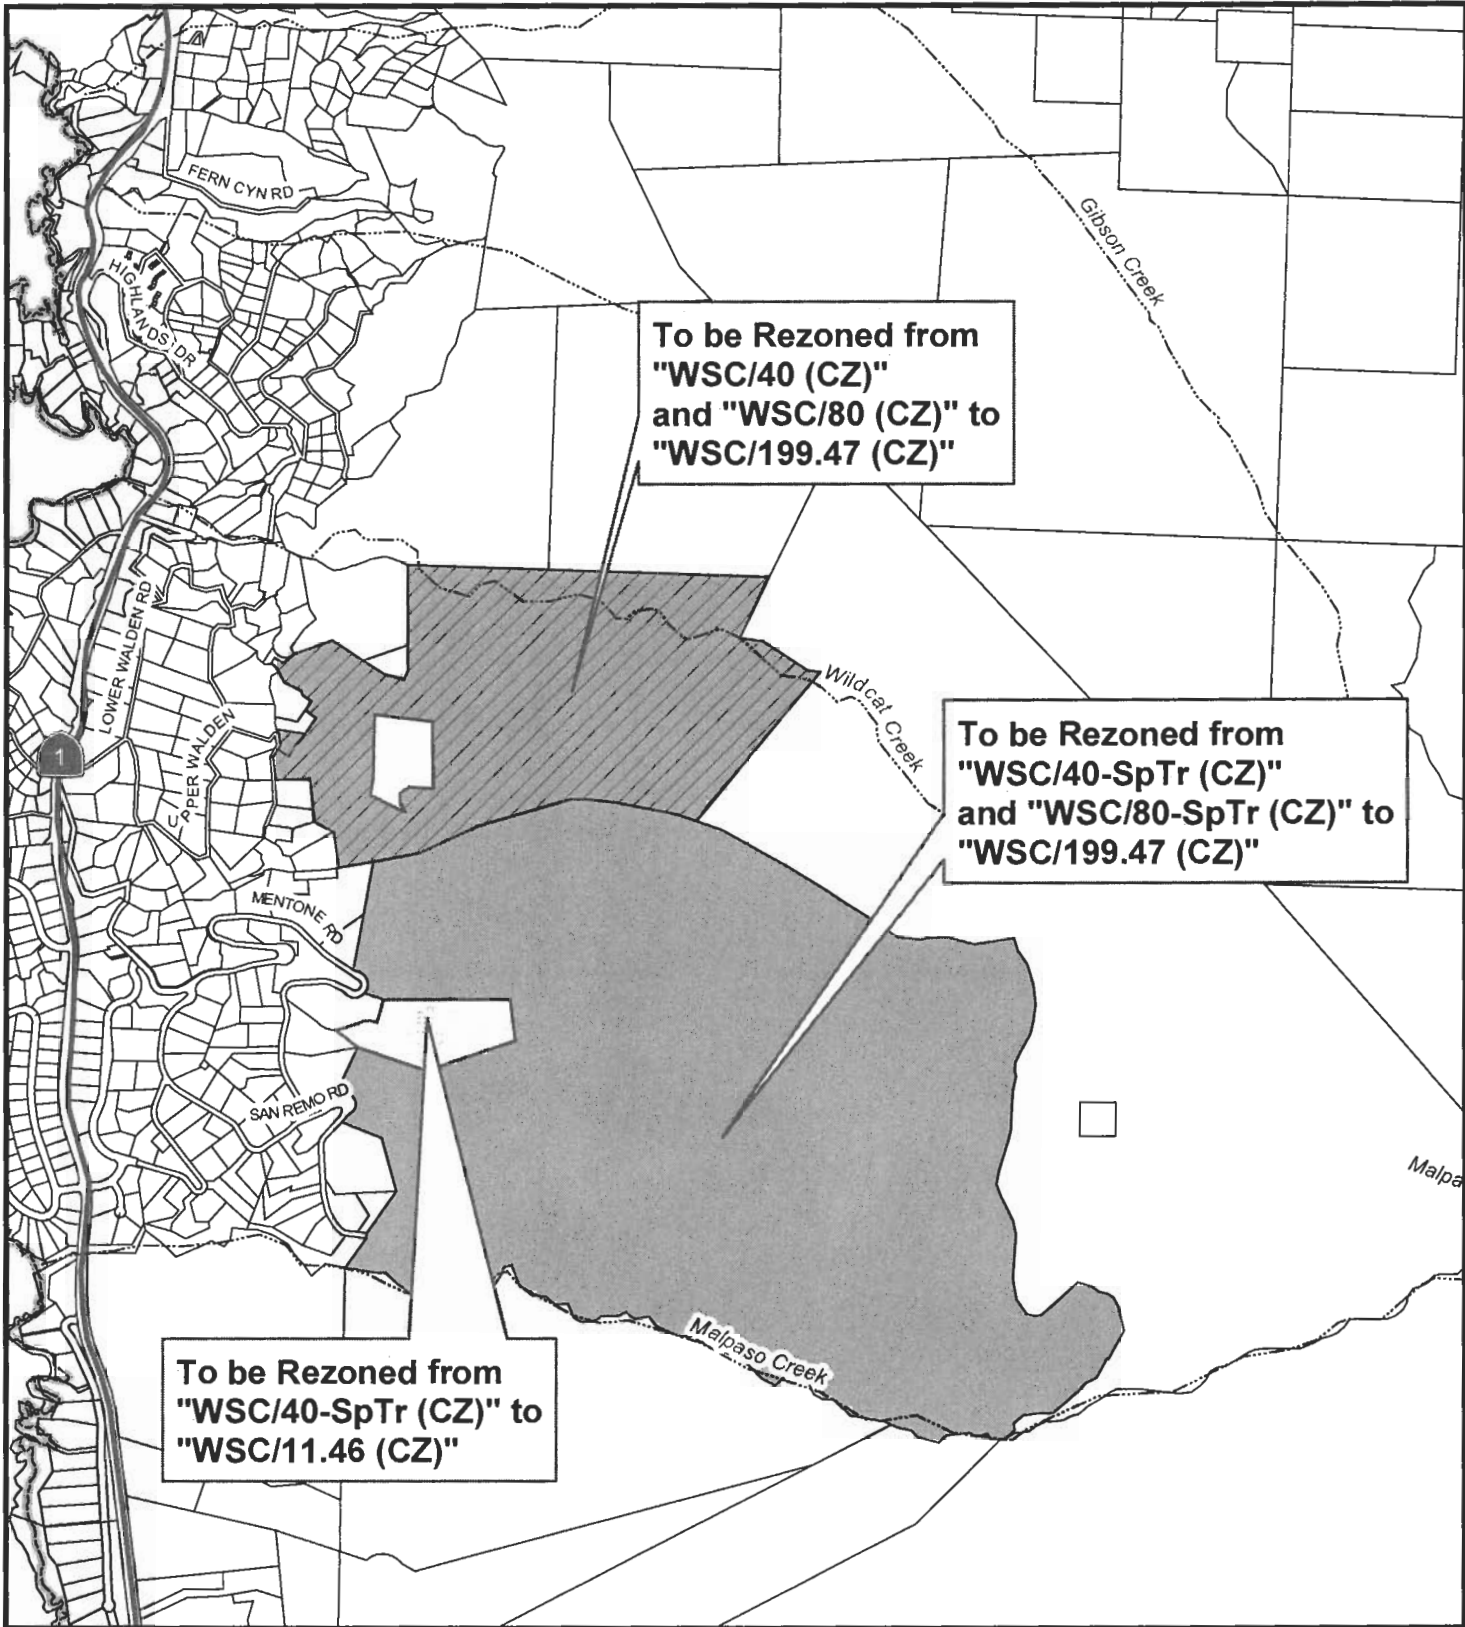 FERN CYN RD
HIGHLANDS DR
Gibson Creek
To be Rezoned from
"WSC/40 (CZ)"
and "WSC/80 (CZ)" to
"WSC/199.47 (CZ)"
LOWER WALDEN RD
UPPER WALDEN
1
Wildcat Creek
To be Rezoned from
"WSC/40-SpTr (CZ)"
and "WSC/80-SpTr (CZ)" to
"WSC/199.47 (CZ)"
MENTONE RD
SAN REMO RD
Malpa
Malpaso Creek
To be Rezoned from
"WSC/40-SpTr (CZ)" to
"WSC/11.46 (CZ)"